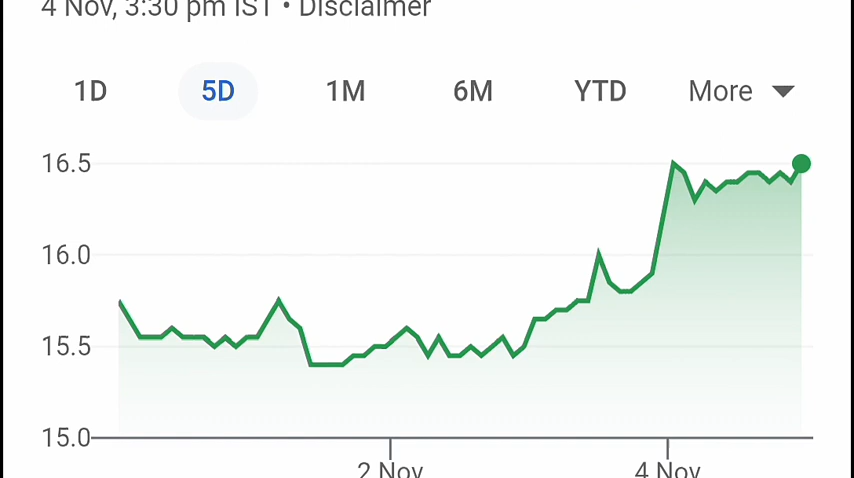 4 Nov, 3:30 pm IST • Disclaimer
1D 5D 1M 6M YTD More
16.5
16.0
15.5
15.0
2 Nov 4 Nov